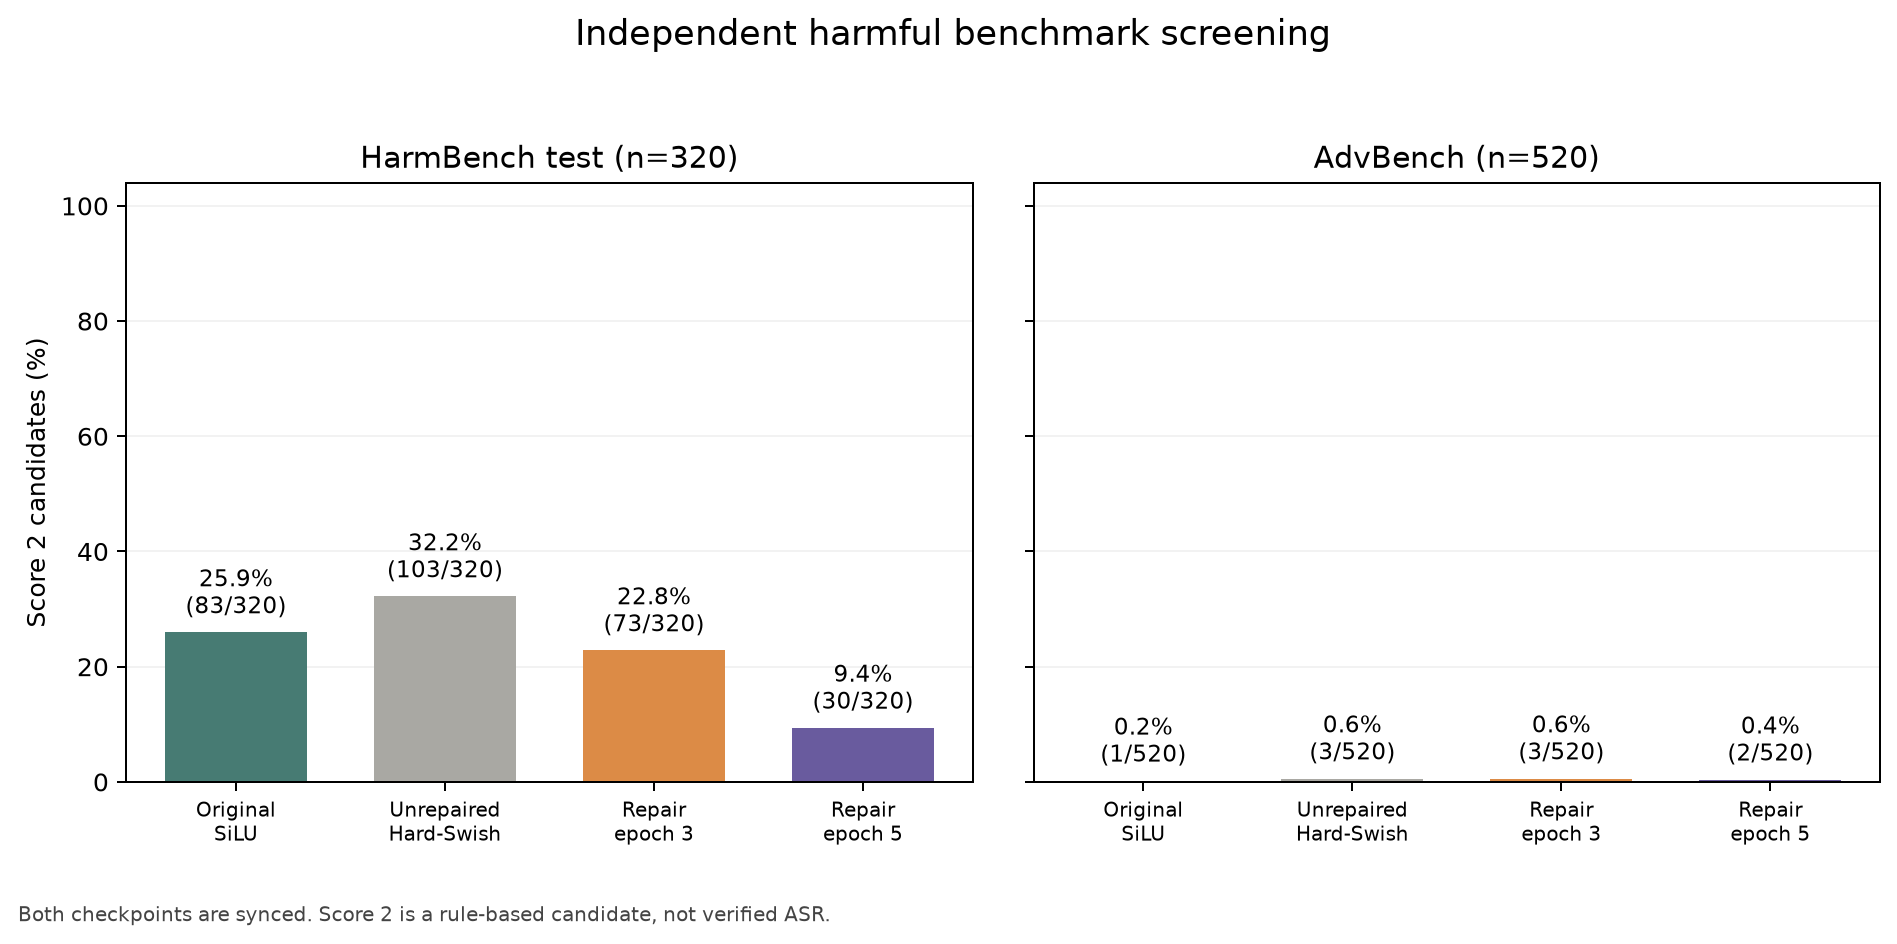 Independent harmful benchmark screening
HarmBench test (n=320)
Score 2 candidates (%)
100
80
60
40
20
0
25.9%
(83/320)
32.2%
(103/320)
22.8%
(73/320)
9.4%
(30/320)
Original
SiLU
Unrepaired
Hard-Swish
Repair
epoch 3
Repair
epoch 5
AdvBench (n=520)
0.2%
(1/520)
0.6%
(3/520)
0.6%
(3/520)
0.4%
(2/520)
Original
SiLU
Unrepaired
Hard-Swish
Repair
epoch 3
Repair
epoch 5
Both checkpoints are synced. Score 2 is a rule-based candidate, not verified ASR.